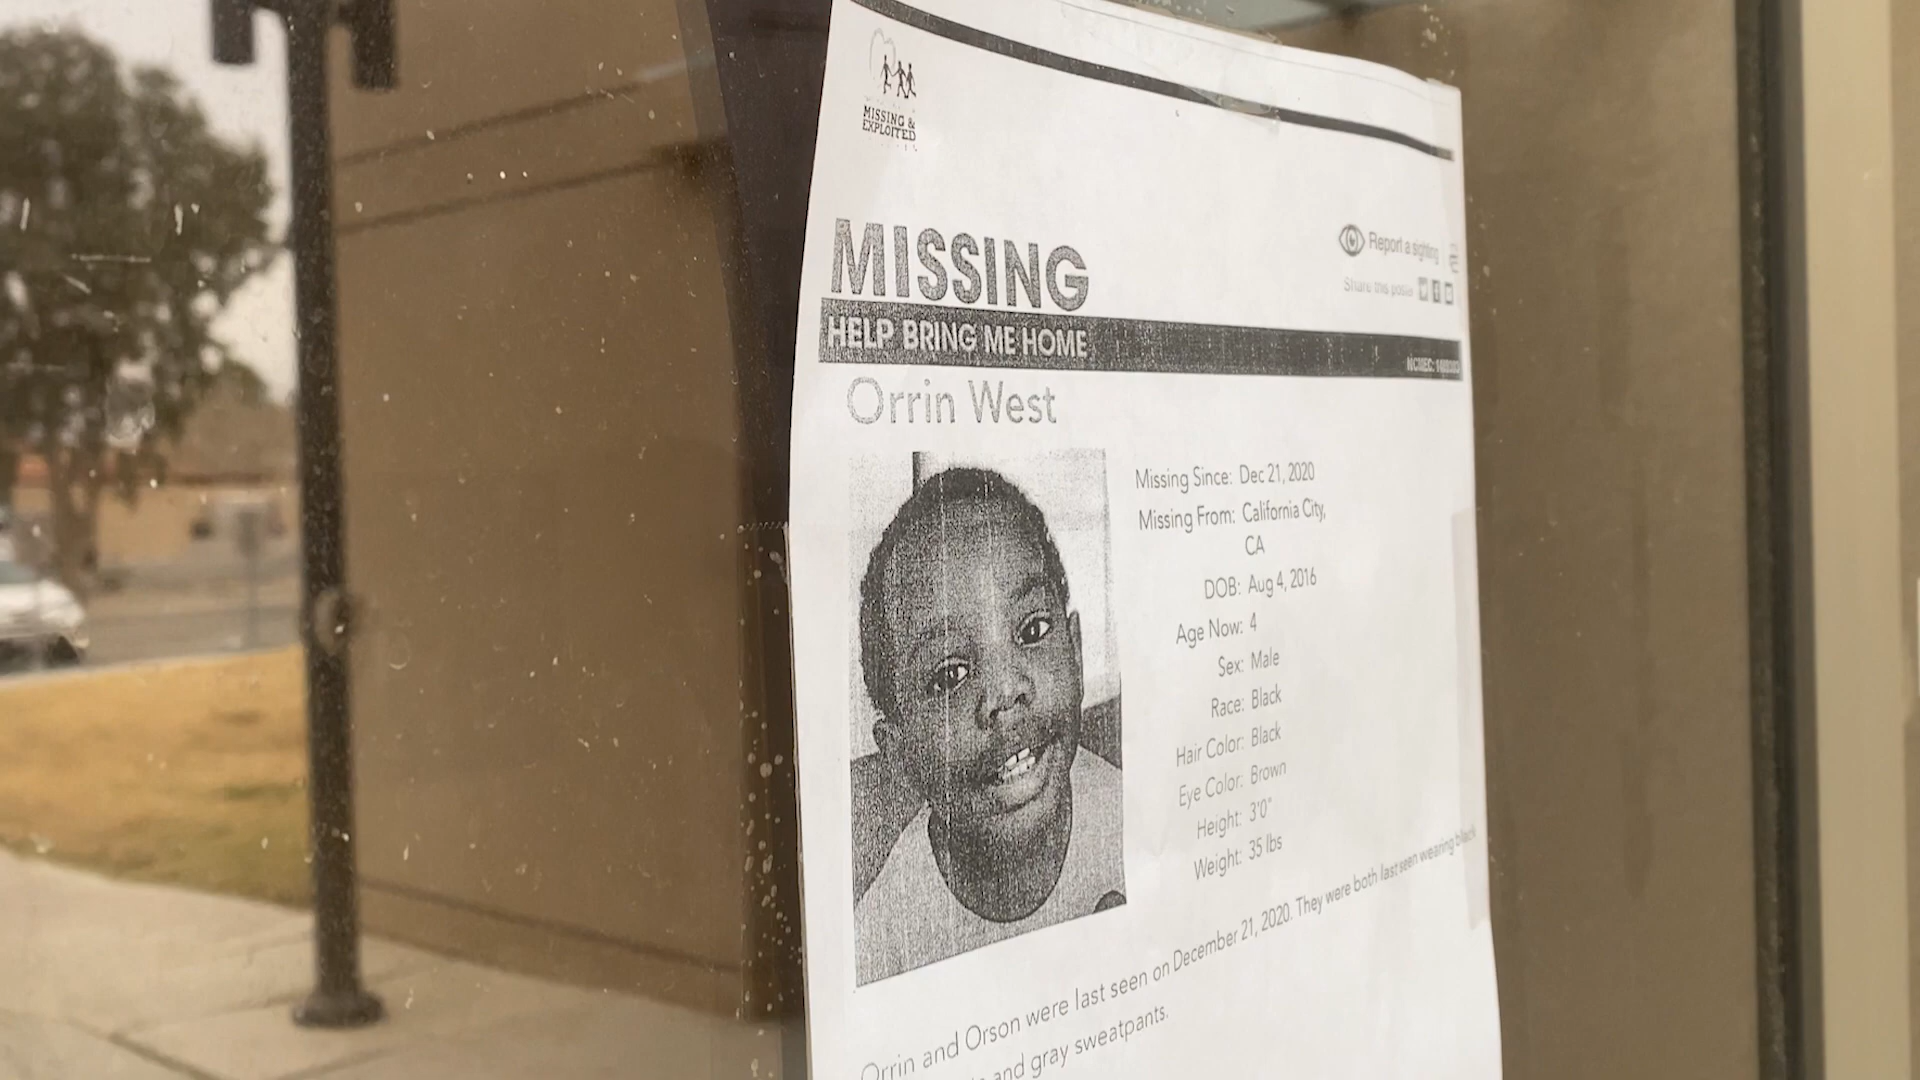 MISSING &
EXPLOITED
MISSING
Report a sighting
Share this poster
HELP BRING ME HOME
NCMEC:
Orrin West
Missing Since: Dec 21, 2020
Missing From: California City,
CA
DOB: Aug 4, 2016
Age Now: 4
Sex: Male
Race: Black
Hair Color: Black
Eye Color: Brown
Height: 3'0"
Weight: 35 lbs
Orrin and Orson were last seen on December 21, 2020. They were both last seen wearing black
and gray sweatpants.